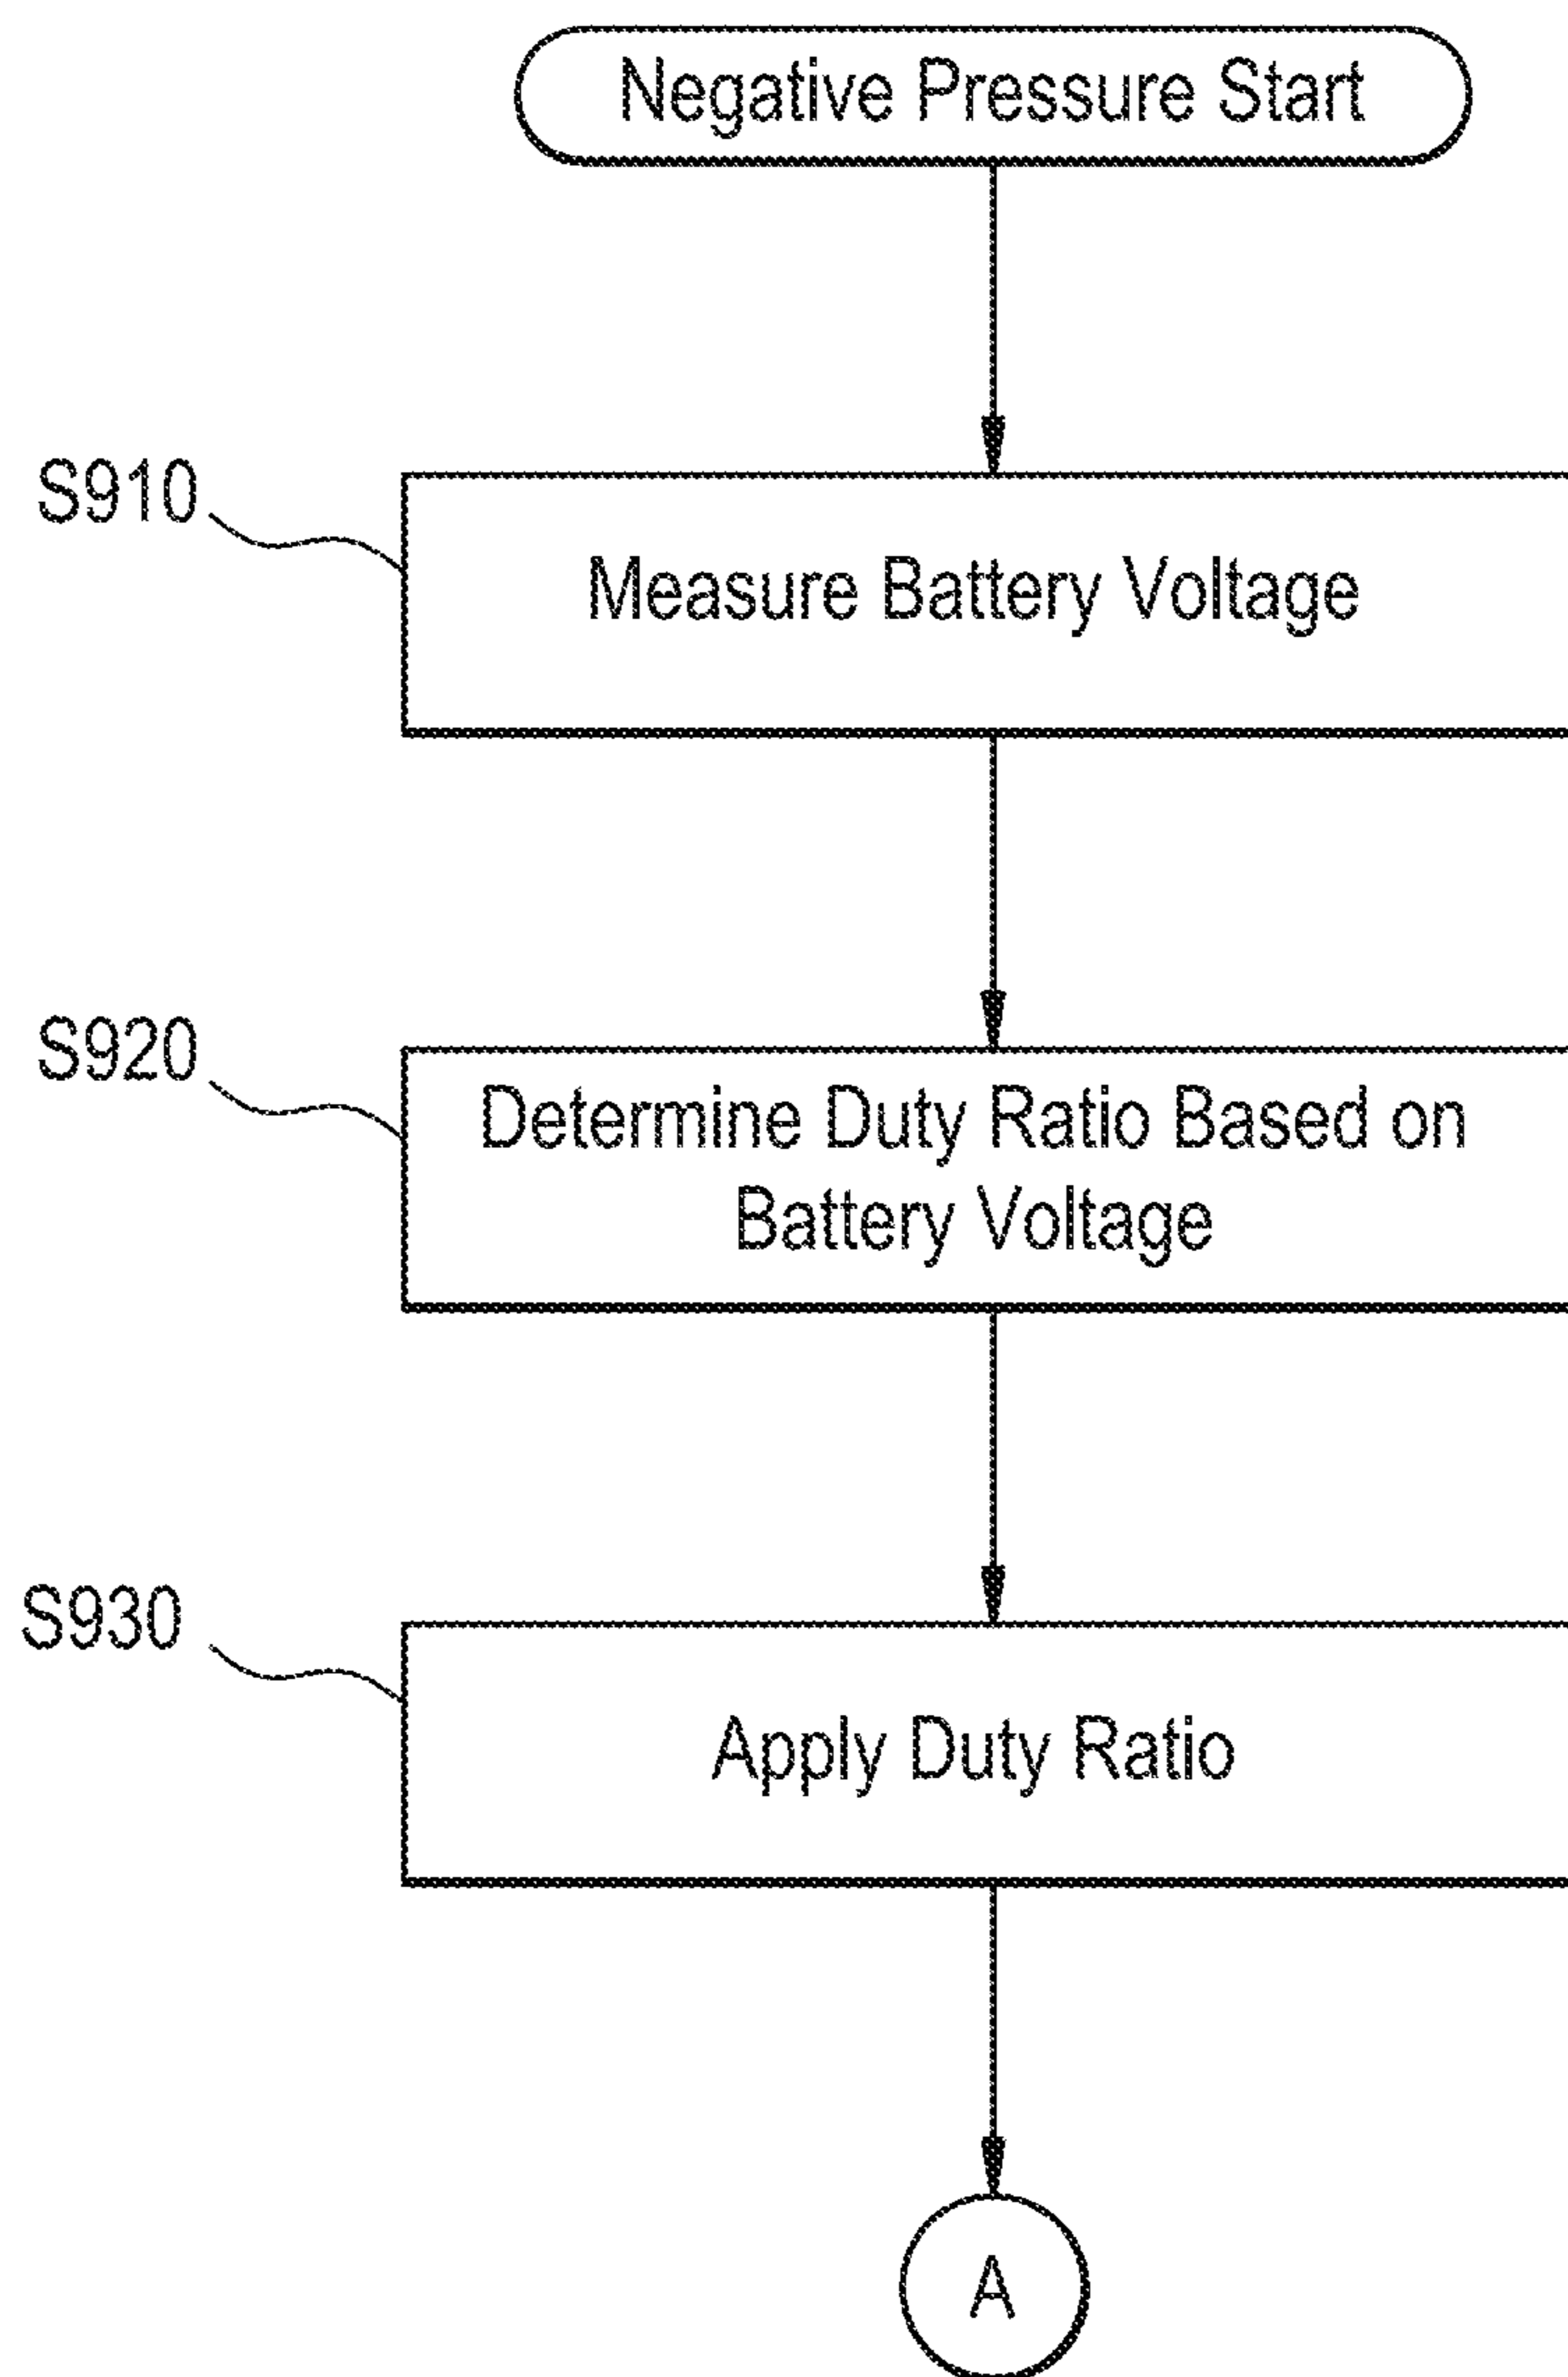 Negative Pressure Start
S910
Measure Battery Voltage
S920
Determine Duty Ratio Based on
Battery Voltage
S930
Apply Duty Ratio
A